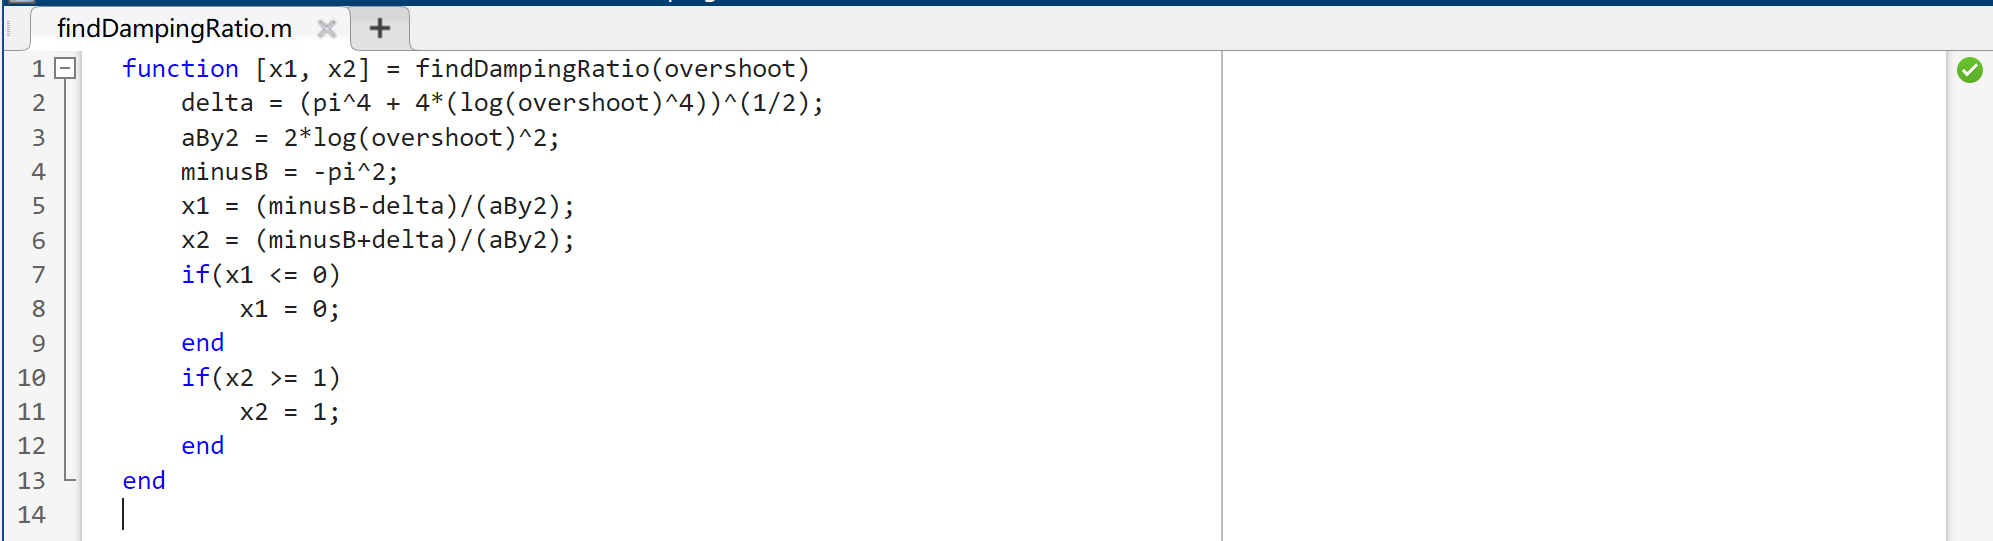 findDampingRatio.m
1 function [x1, x2] = findDampingRatio(overshoot)
2 delta = (pi^4 + 4*(log(overshoot)^4))^(1/2);
3 aBy2 = 2*log(overshoot)^2;
4 minusB = -pi^2;
5 x1 = (minusB-delta)/(aBy2);
6 x2 = (minusB+delta)/(aBy2);
7 if(x1 <= 0)
8 x1 = 0;
9 end
10 if(x2 >= 1)
11 x2 = 1;
12 end
13 end
14